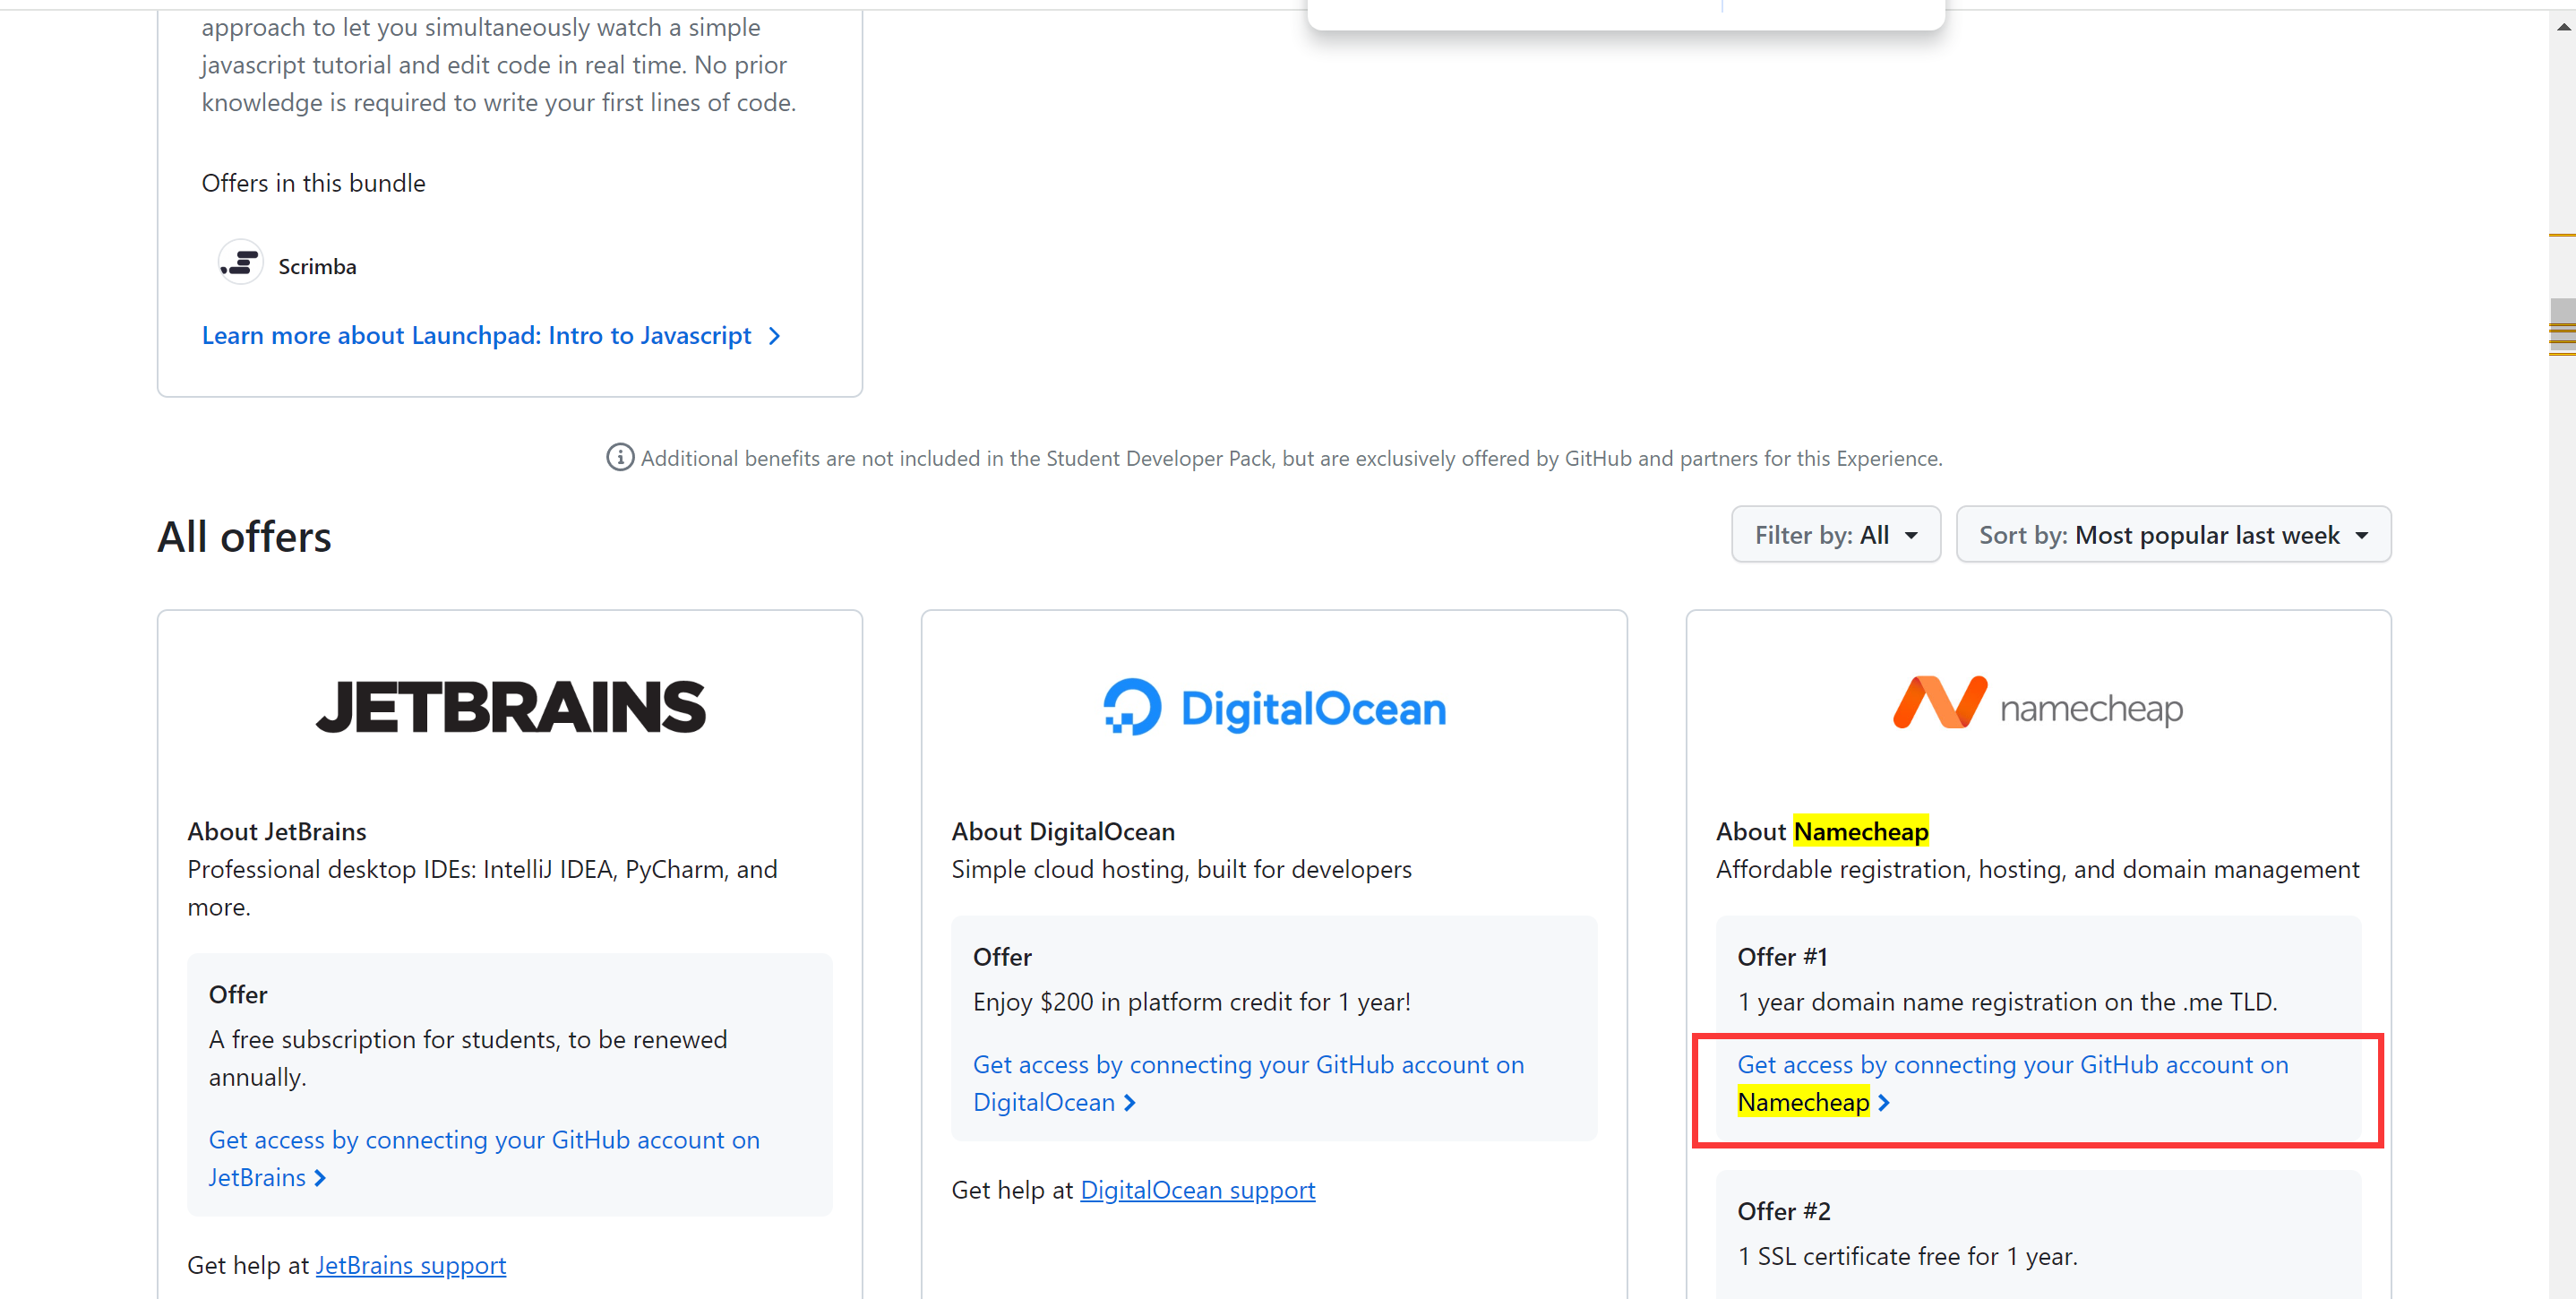 approach to let you simultaneously watch a simple
javascript tutorial and edit code in real time. No prior
knowledge is required to write your first lines of code.
Offers in this bundle
Scrimba
Learn more about Launchpad: Intro to Javascript
Additional benefits are not included in the Student Developer Pack, but are exclusively offered by GitHub and partners for this Experience.
All offers
Filter by: All
Sort by: Most popular last week
JETBRAINS
About JetBrains
Professional desktop IDEs: IntelliJ IDEA, PyCharm, and
more.
Offer
A free subscription for students, to be renewed
annually.
Get access by connecting your GitHub account on
JetBrains
Get help at JetBrains support
DigitalOcean
About DigitalOcean
Simple cloud hosting, built for developers
Offer
Enjoy $200 in platform credit for 1 year!
Get access by connecting your GitHub account on
DigitalOcean
Get help at DigitalOcean support
namecheap
About Namecheap
Affordable registration, hosting, and domain management
Offer #1
1 year domain name registration on the .me TLD.
Get access by connecting your GitHub account on
Namecheap
Offer #2
1 SSL certificate free for 1 year.